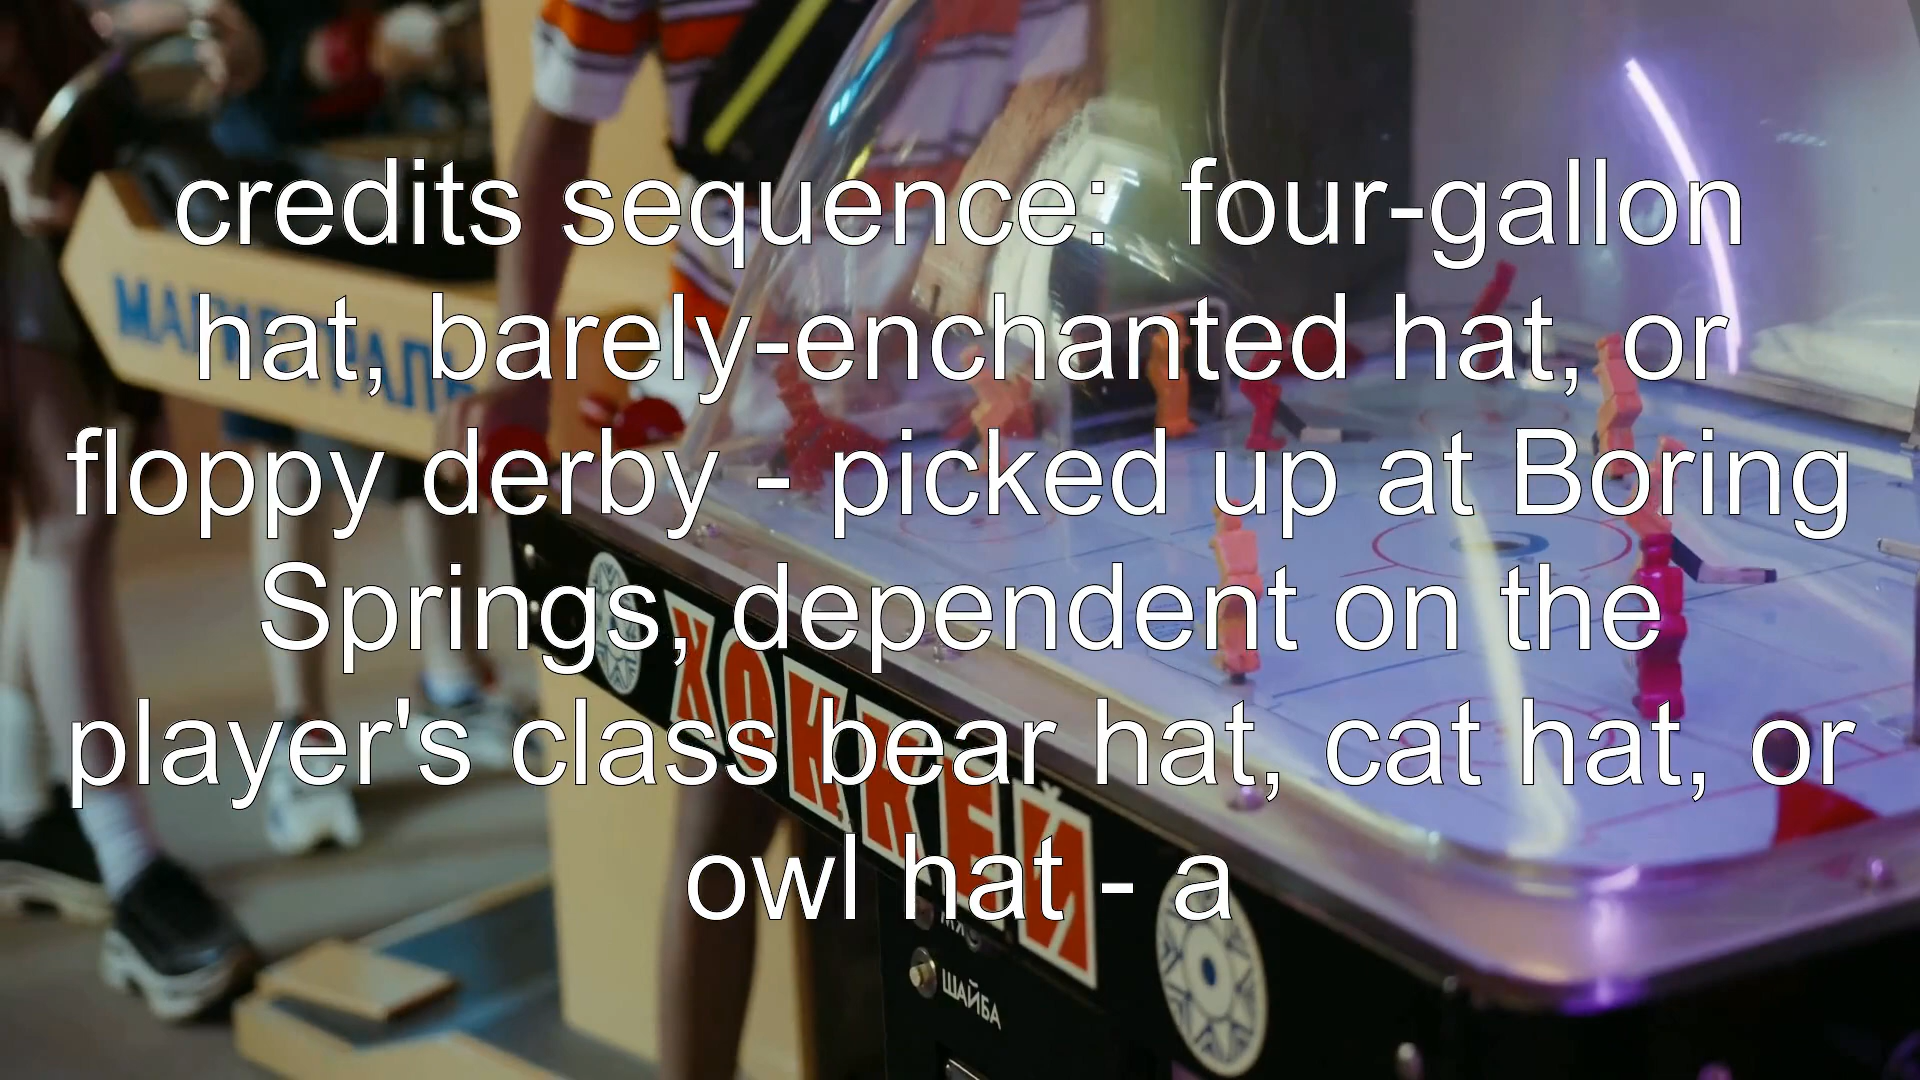 credits sequence:  four-gallon
hat, barely-enchanted hat, or
floppy derby - picked up at Boring
Springs, dependent on the
player's class bear hat, cat hat, or
owl hat - a
ХОККЕЙ
ШАЙБА